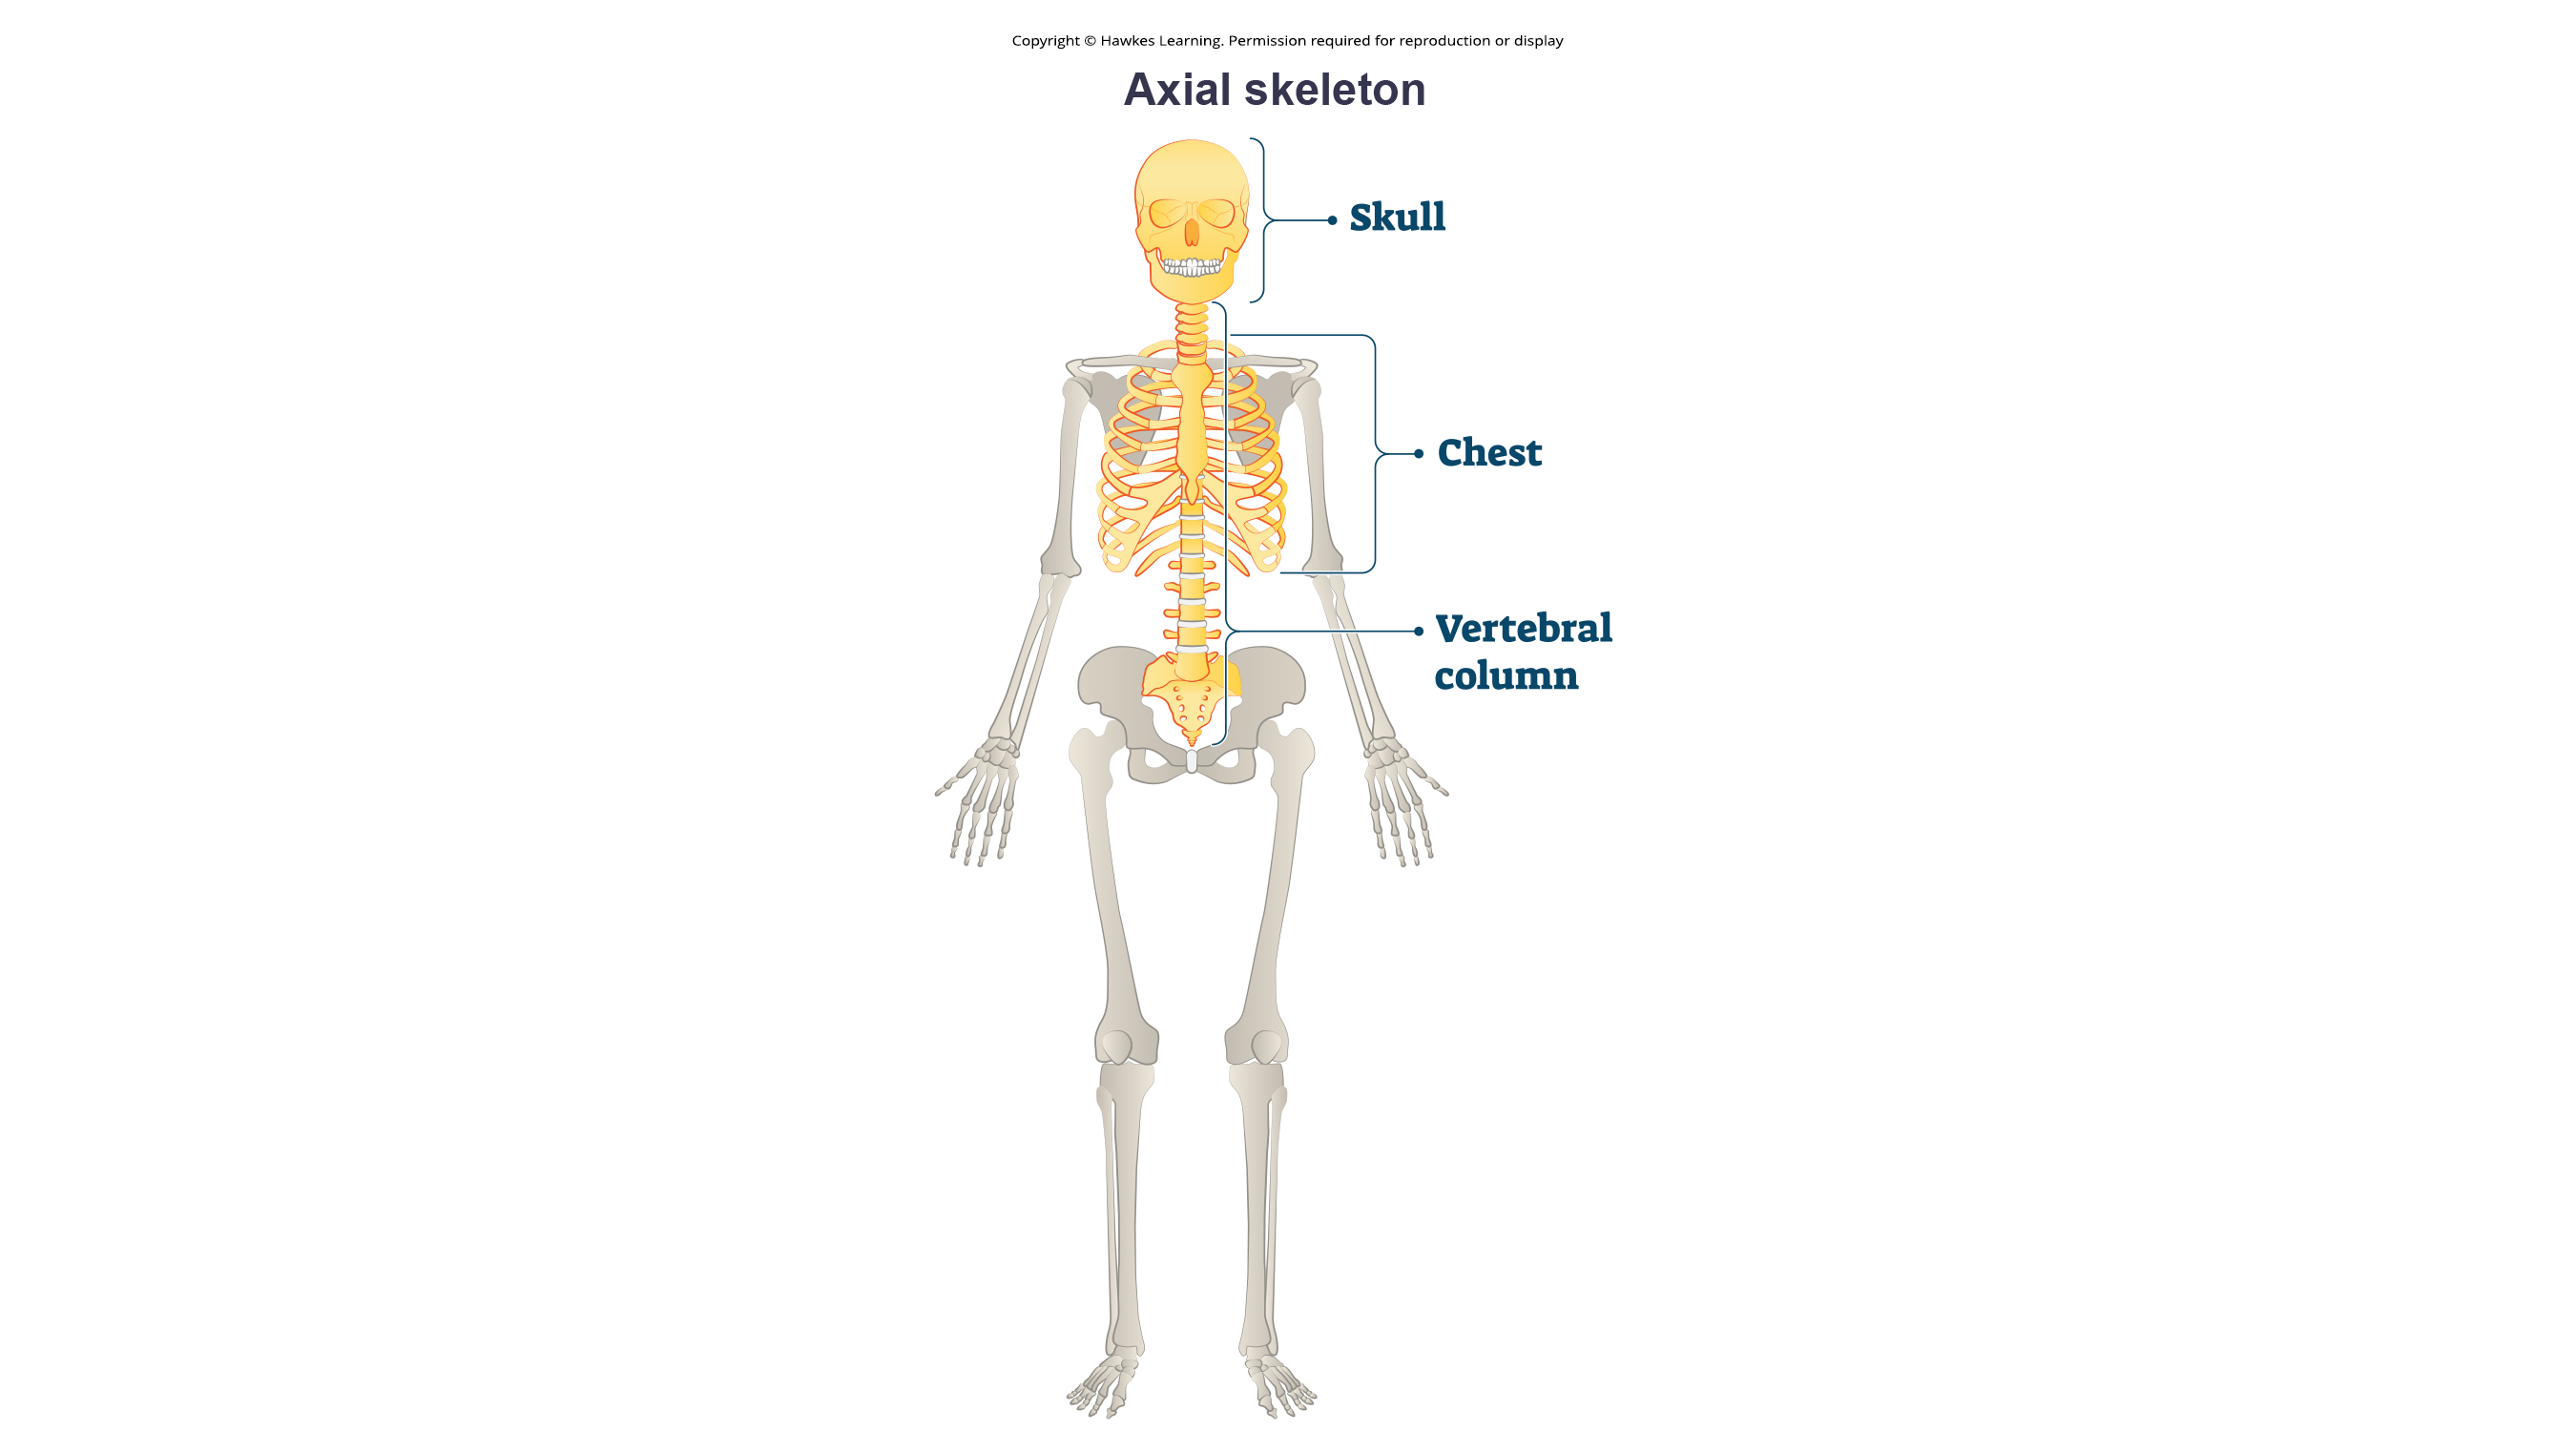 Copyright © Hawkes Learning. Permission required for reproduction or display
Axial skeleton
Skull
Chest
Vertebral
column